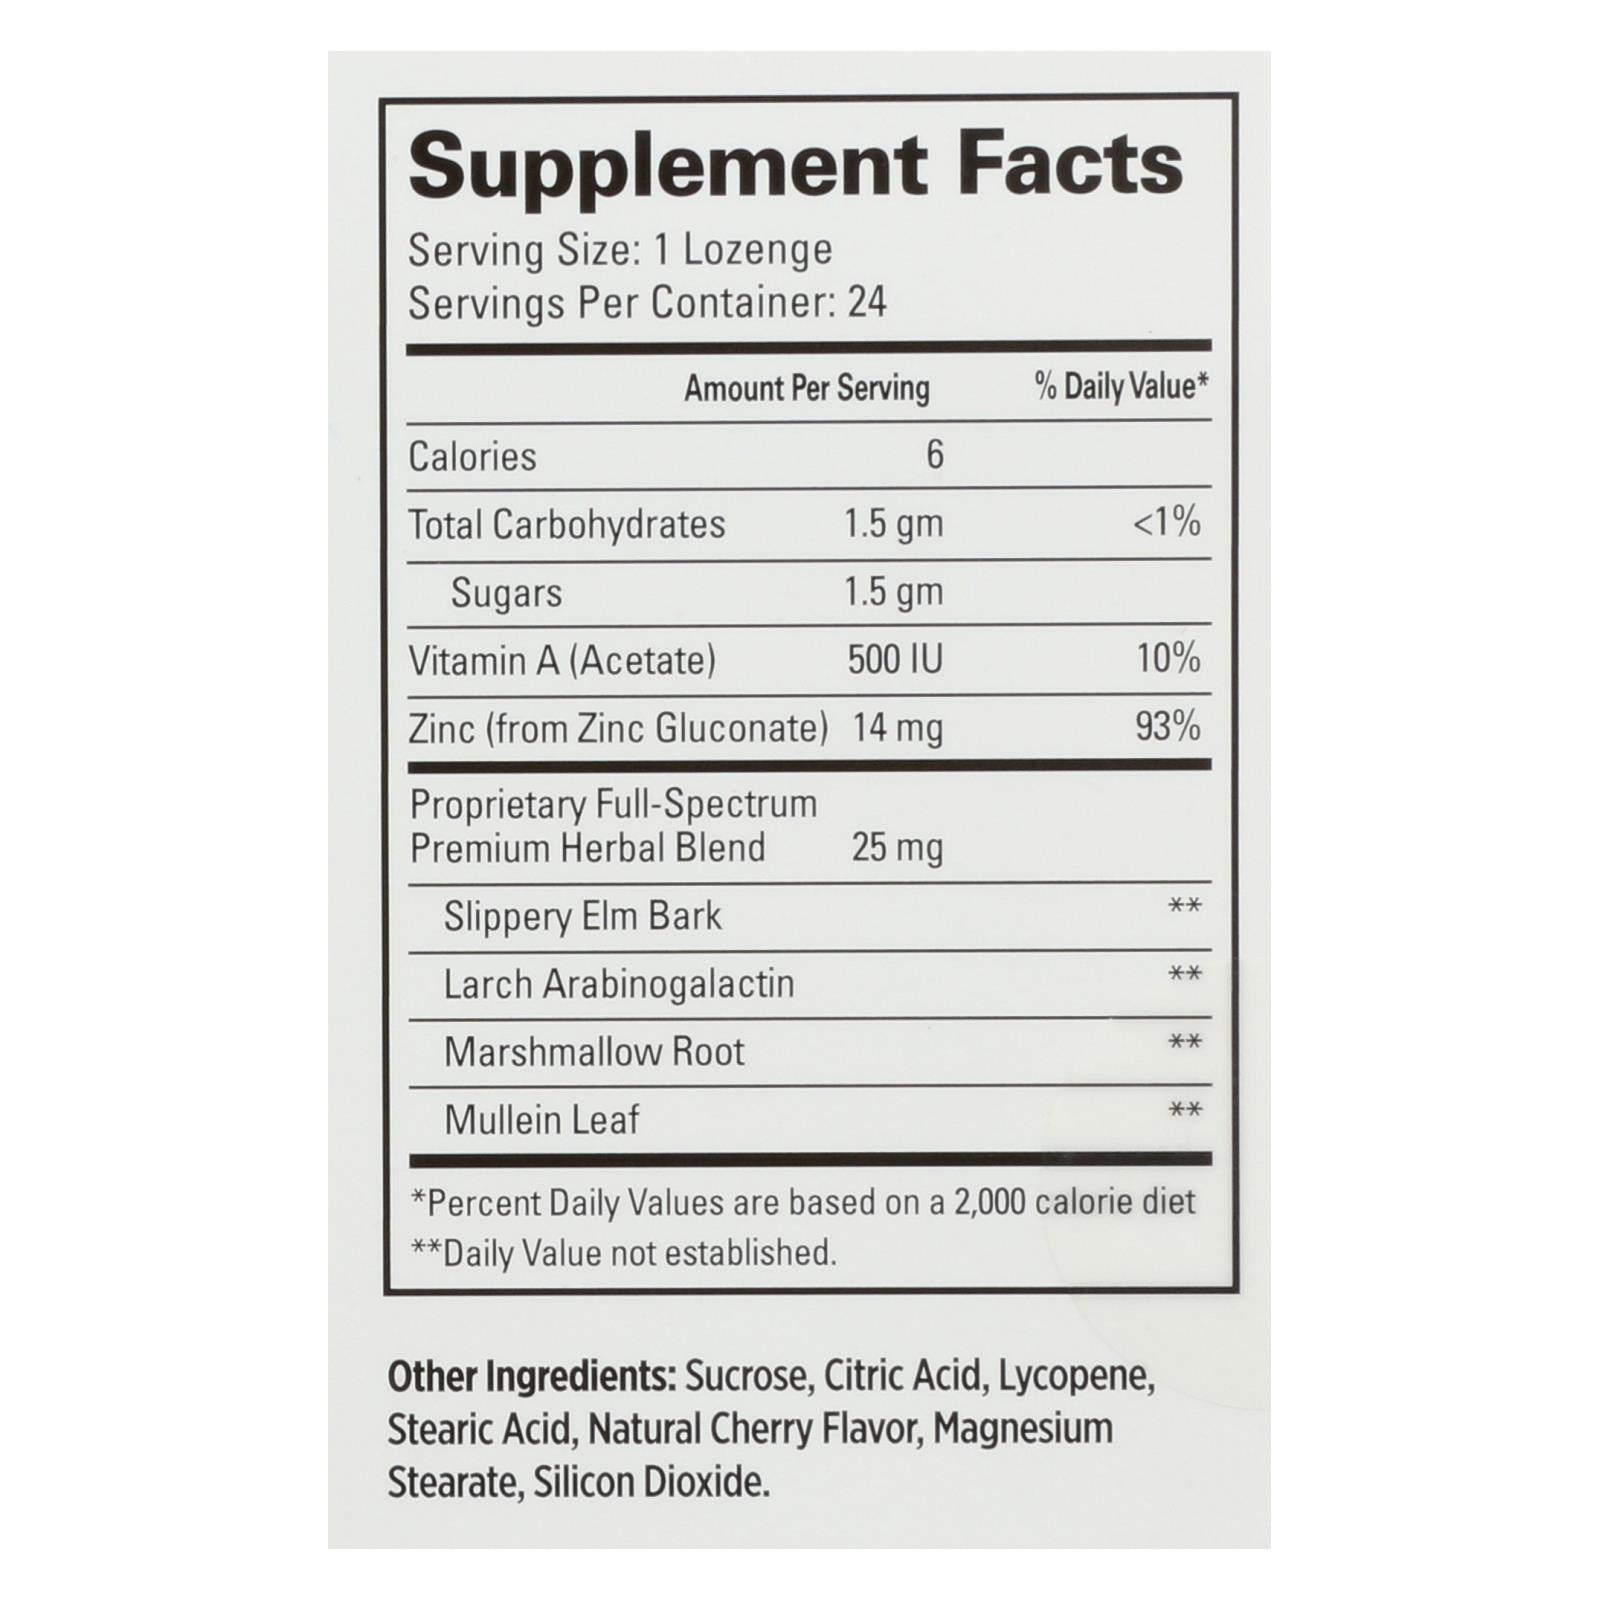 Supplement Facts
Serving Size: 1 Lozenge
Servings Per Container: 24
Amount Per Serving % Daily Value*
Calories 6
Total Carbohydrates 1.5 gm <1%
Sugars 1.5 gm
Vitamin A (Acetate) 500 IU 10%
Zinc (from Zinc Gluconate) 14 mg 93%
Proprietary Full-Spectrum
Premium Herbal Blend 25 mg
Slippery Elm Bark **
Larch Arabinogalactin **
Marshmallow Root **
Mullein Leaf **
*Percent Daily Values are based on a 2,000 calorie diet
**Daily Value not established.
Other Ingredients: Sucrose, Citric Acid, Lycopene,
Stearic Acid, Natural Cherry Flavor, Magnesium
Stearate, Silicon Dioxide.